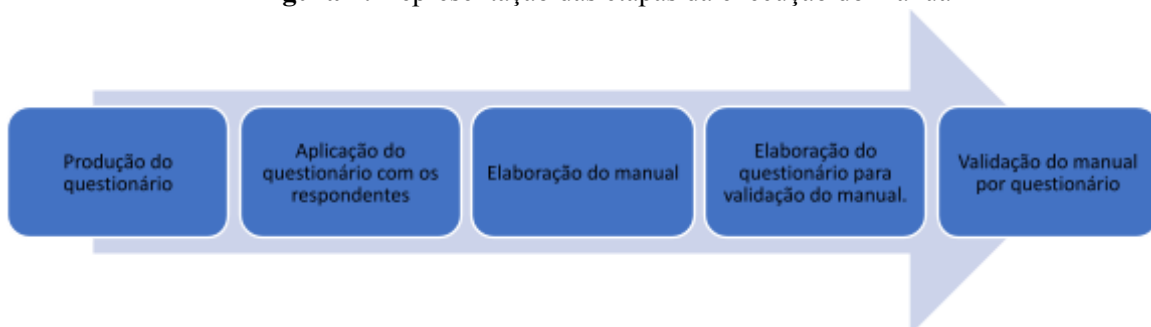 Produção do
questionário
Aplicação do
questionário com os
respondentes
Elaboração do manual
Elaboração do
questionário para
validação do manual.
Validação do manual
por questionário